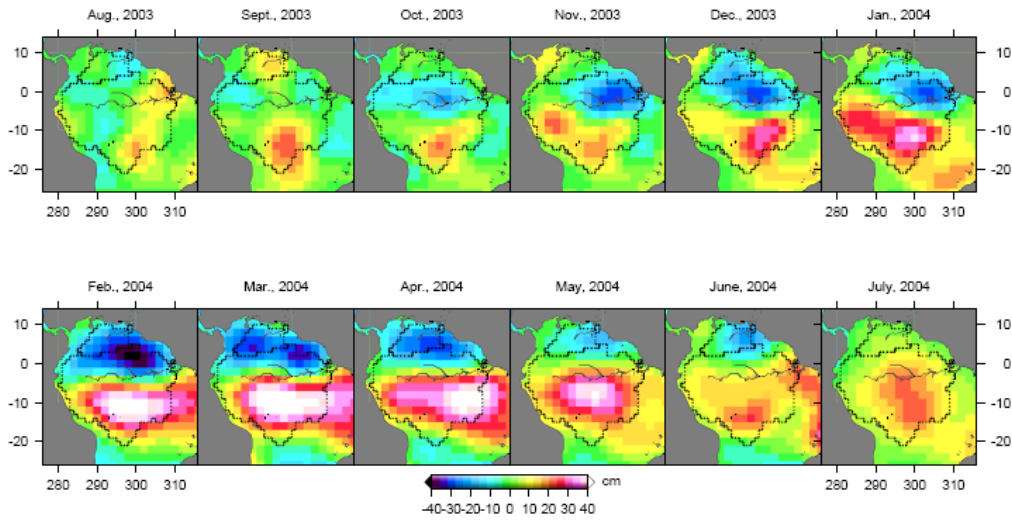 Aug., 2003 Sept., 2003 Oct., 2003 Nov., 2003 Dec., 2003 Jan., 2004
10 10
0 0
-10 -10
-20 -20
280 290 300 310 280 290 300 310
Feb., 2004 Mar., 2004 Apr., 2004 May, 2004 June, 2004 July, 2004
10 10
0 0
-10 -10
-20 -20
280 290 300 310 280 290 300 310
cm
-40-30-20-10 0 10 20 30 40